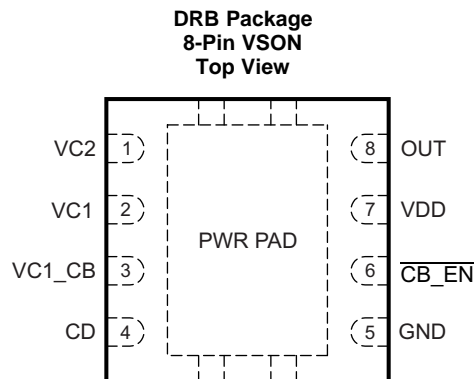 DRB Package
8-Pin VSON
Top View
VC2 1 8 OUT
VC1 2 7 VDD
PWR PAD
VC1_CB 3 6 CB_EN
CD 4 5 GND